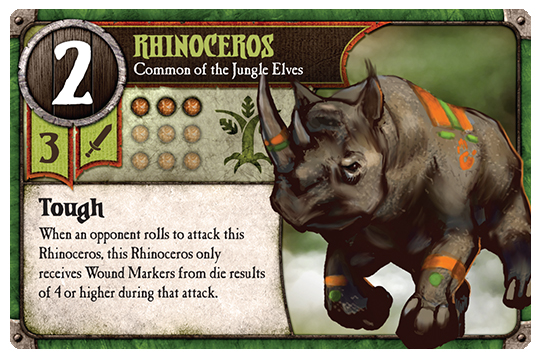 2
RHINOCEROS
Common of the Jungle Elves
3
Tough
When an opponent rolls to attack this
Rhinoceros, this Rhinoceros only
receives Wound Markers from die results
of 4 or higher during that attack.